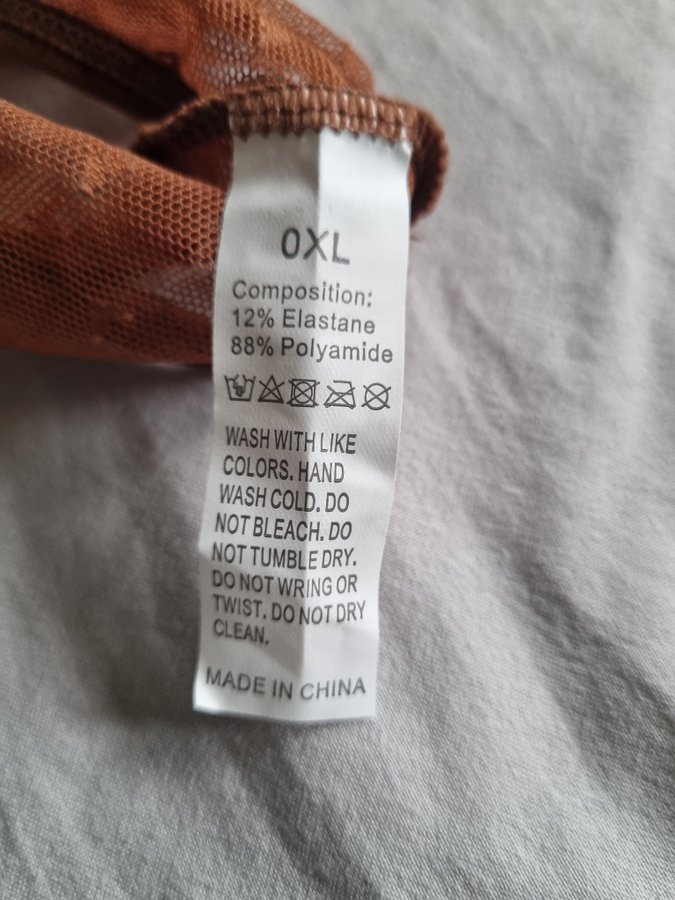 0XL
Composition:
12% Elastane
88% Polyamide
WASH WITH LIKE
COLORS. HAND
WASH COLD. DO
NOT BLEACH. DO
NOT TUMBLE DRY.
DO NOT WRING OR
TWIST. DO NOT DRY
CLEAN.
MADE IN CHINA